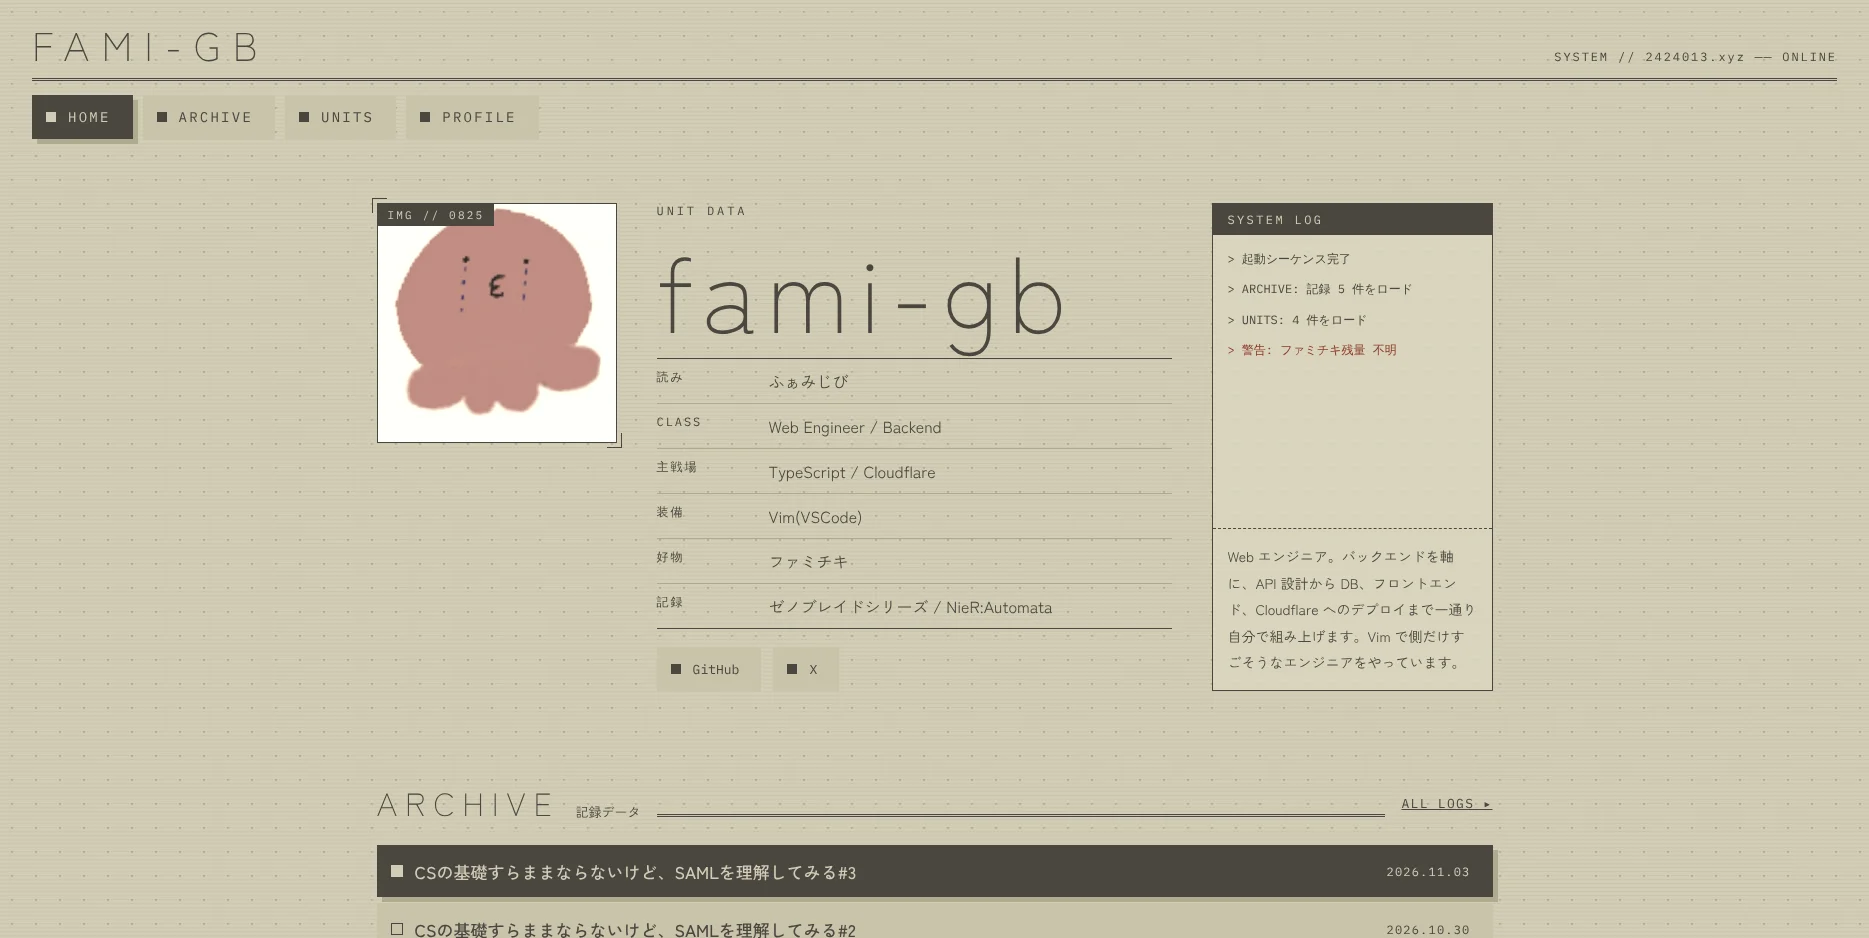 FAMI-GB
SYSTEM // 2424013.xyz —— ONLINE
HOME
ARCHIVE
UNITS
PROFILE
IMG // 0825
UNIT DATA
fami-gb
読み ふぁみじび
CLASS Web Engineer / Backend
主戦場 TypeScript / Cloudflare
装備 Vim(VSCode)
好物 ファミチキ
記録 ゼノブレイドシリーズ / NieR:Automata
GitHub
X
SYSTEM LOG
> 起動シーケンス完了
> ARCHIVE: 記録 5 件をロード
> UNITS: 4 件をロード
> 警告: ファミチキ残量 不明
Web エンジニア。バックエンドを軸
に、API 設計から DB、フロントエン
ド、Cloudflare へのデプロイまで一通り
自分で組み上げます。Vim で側だけす
ごそうなエンジニアをやっています。
ARCHIVE 記録データ
ALL LOGS ▸
CSの基礎すらままならないけど、SAMLを理解してみる#3 2026.11.03
CSの基礎すらままならないけど、SAMLを理解してみる#2 2026.10.30